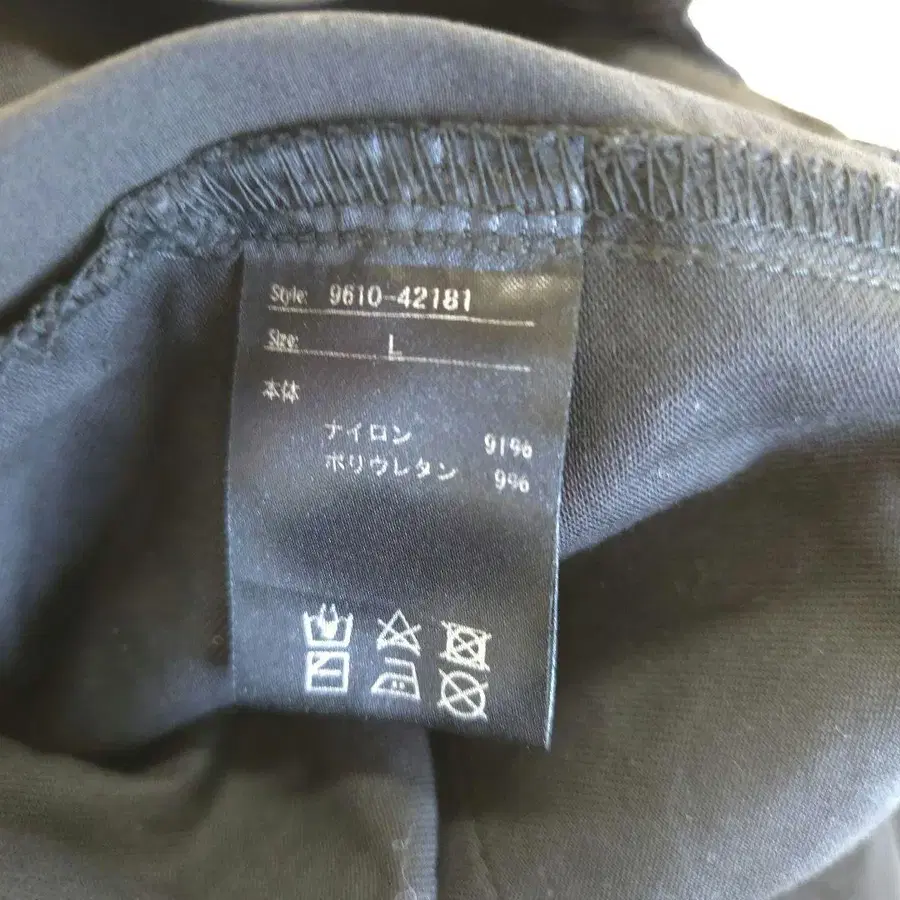 Style: 9610-42181
Size: L
本体
ナイロン 91%
ポリウレタン 9%